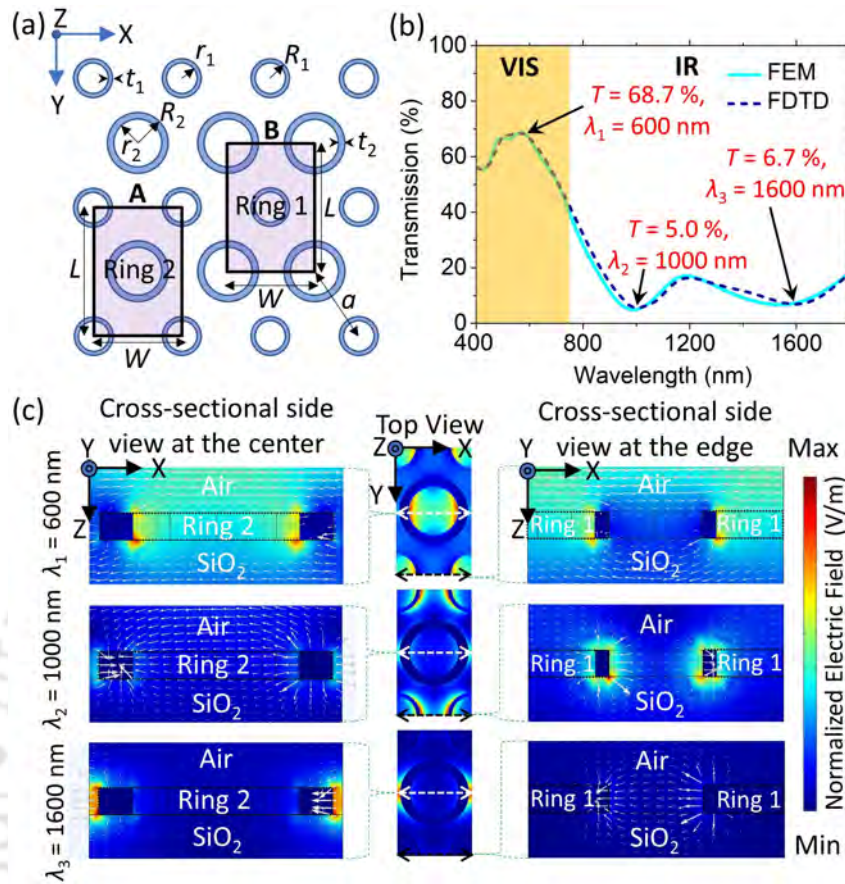 (a)
Z
X
Y
t₁
r₁
R₁
R₂
r₂
t₂
A
B
Ring 1
Ring 2
L
L
W
W
a
(b)
100
80
60
40
20
0
Transmission (%)
VIS
IR
FEM
FDTD
T = 68.7 %,
λ₁ = 600 nm
T = 6.7 %,
λ₃ = 1600 nm
T = 5.0 %,
λ₂ = 1000 nm
400
800
1200
1600
Wavelength (nm)
(c)
Cross-sectional side
view at the center
Top View
Cross-sectional side
view at the edge
Max
Y
X
Z
Z
X
Y
Y
X
Z
λ₁ = 600 nm
Air
Ring 2
SiO₂
Air
Ring 1
Ring 1
SiO₂
λ₂ = 1000 nm
Air
Ring 2
SiO₂
Air
Ring 1
Ring 1
SiO₂
λ₃ = 1600 nm
Air
Ring 2
SiO₂
Air
Ring 1
Ring 1
SiO₂
Normalized Electric Field (V/m)
Min